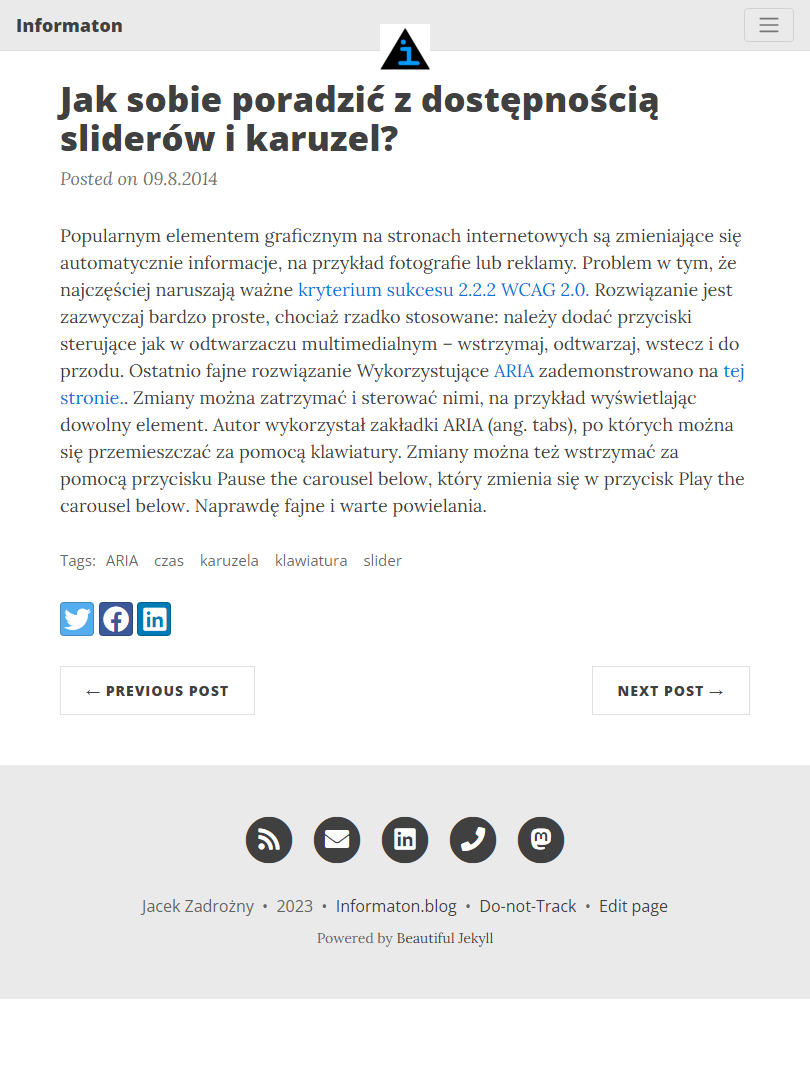 Informaton
i
Jak sobie poradzić z dostępnością
sliderów i karuzel?
Posted on 09.8.2014
Popularnym elementem graficznym na stronach internetowych są zmieniające się
automatycznie informacje, na przykład fotografie lub reklamy. Problem w tym, że
najczęściej naruszają ważne kryterium sukcesu 2.2.2 WCAG 2.0. Rozwiązanie jest
zazwyczaj bardzo proste, chociaż rzadko stosowane: należy dodać przyciski
sterujące jak w odtwarzaczu multimedialnym – wstrzymaj, odtwarzaj, wstecz i do
przodu. Ostatnio fajne rozwiązanie Wykorzystujące ARIA zademonstrowano na tej
stronie.. Zmiany można zatrzymać i sterować nimi, na przykład wyświetlając
dowolny element. Autor wykorzystał zakładki ARIA (ang. tabs), po których można
się przemieszczać za pomocą klawiatury. Zmiany można też wstrzymać za
pomocą przycisku Pause the carousel below, który zmienia się w przycisk Play the
carousel below. Naprawdę fajne i warte powielania.
Tags: ARIA czas karuzela klawiatura slider
← PREVIOUS POST
NEXT POST →
Jacek Zadrożny • 2023 • Informaton.blog • Do-not-Track • Edit page
Powered by Beautiful Jekyll